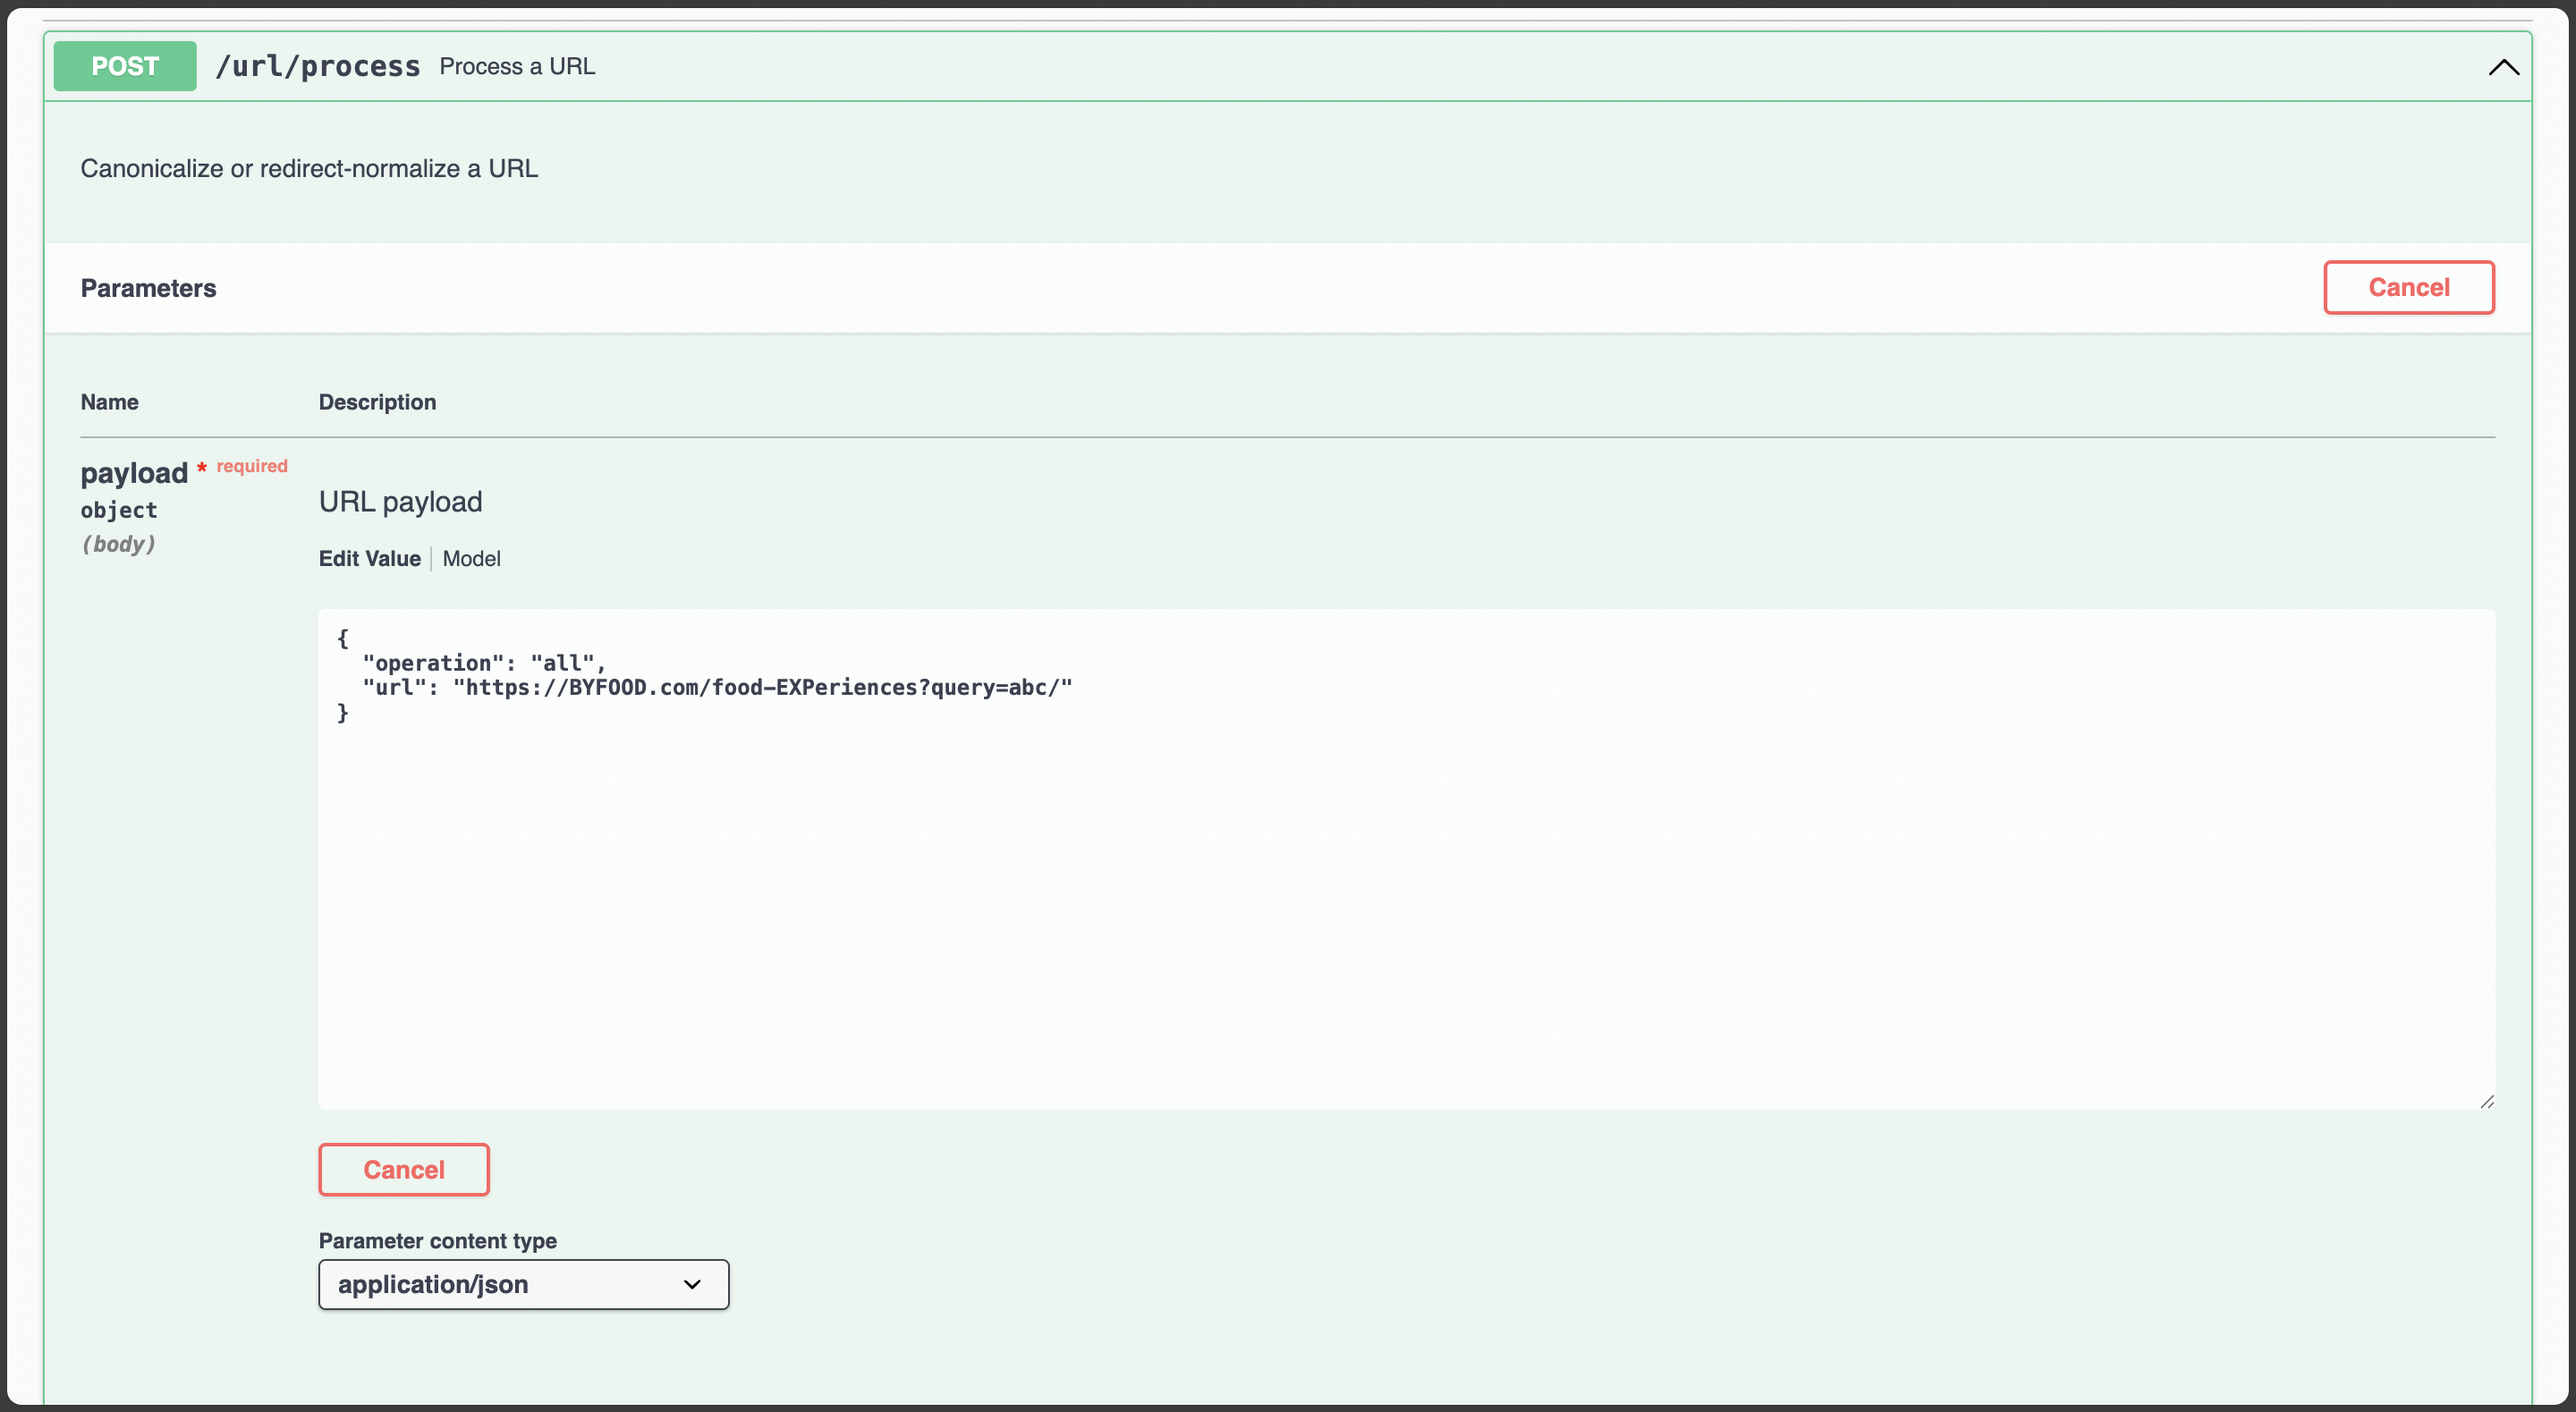 POST /url/process Process a URL
Canonicalize or redirect-normalize a URL
Parameters Cancel
Name Description
payload * required
object
(body)
URL payload
Edit Value Model
{
  "operation": "all",
  "url": "https://BYFOOD.com/food-EXPeriences?query=abc/"
}
Cancel
Parameter content type
application/json